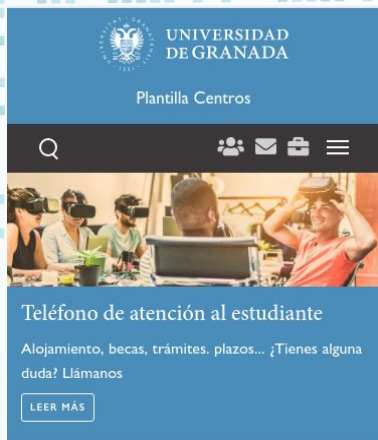 UNIVERSIDAD
DE GRANADA
Plantilla Centros
Teléfono de atención al estudiante
Alojamiento, becas, trámites. plazos... ¿Tienes alguna
duda? Llámanos
LEER MÁS